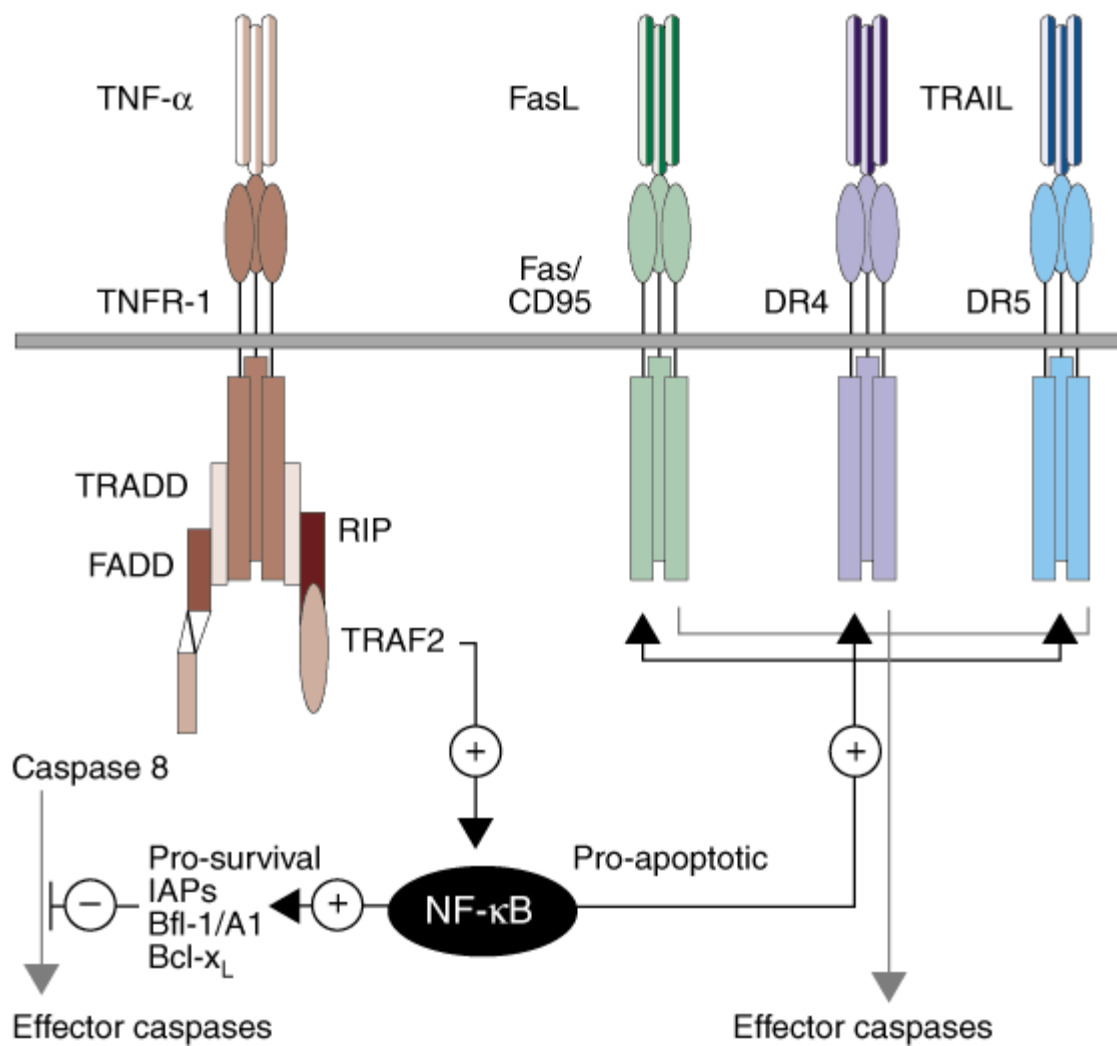 TNF-α
FasL
TRAIL
Fas/
CD95
TNFR-1
DR4
DR5
TRADD
RIP
FADD
TRAF2
+
+
Caspase 8
Pro-survival
IAPs
Bfl-1/A1
Bcl-xL
−
+
NF-κB
Pro-apoptotic
Effector caspases
Effector caspases